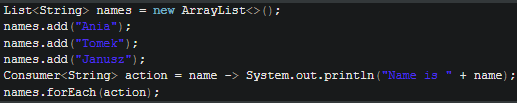 List<String> names = new ArrayList<>();
names.add("Ania");
names.add("Tomek");
names.add("Janusz");
Consumer<String> action = name -> System.out.println("Name is " + name);
names.forEach(action);